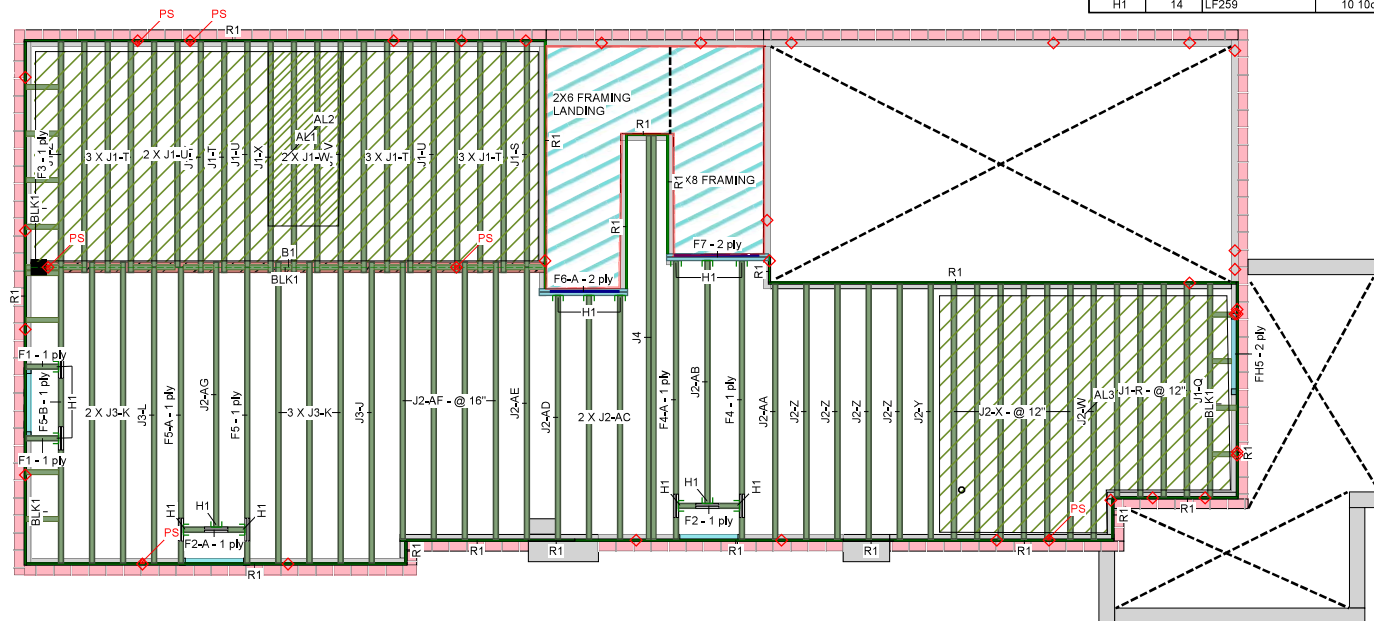 H1 14 LF259 10 10d
PS
PS
R1
2X6 FRAMING
LANDING
AL2
AL1
R1
R1
F3 - 1 ply
3 X J1-T
2 X J1-U
J1-T
J1-U
J1-X
2 X J1-W
3 X J1-T
J1-U
3 X J1-T
J1-S
R1
X8 FRAMING
BLK1
R1
PS
B1
BLK1
PS
F7 - 2 ply
H1
R1
R1
F6-A - 2 ply
H1
R1
F1 - 1 ply
F5-B - 1 ply
H1
F1 - 1 ply
BLK1
2 X J3-K
J3-L
F5-A - 1 ply
J2-AG
F5 - 1 ply
3 X J3-K
J3-J
J2-AF - @ 16"
J2-AE
J2-AD
2 X J2-AC
J4
F4-A - 1 ply
J2-AB
F4 - 1 ply
J2-AA
J2-Z
J2-Z
J2-Z
J2-Z
J2-Y
J2-X - @ 12"
J2-W
AL3
J1-R - @ 12"
J1-Q
BLK1
FH5 - 2 ply
R1
H1
H1
H1
F2-A - 1 ply
H1
H1
H1
F2 - 1 ply
PS
PS
R1
R1
R1
R1
R1
R1
R1
R1